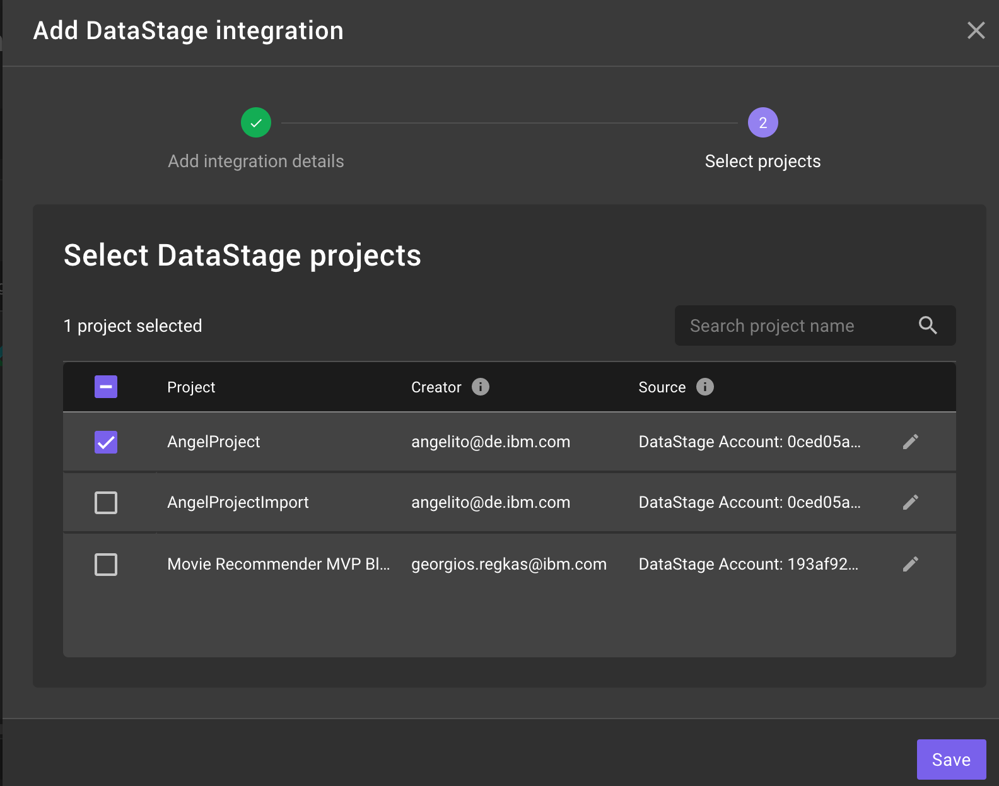 Add DataStage integration
2
Add integration details
Select projects
Select DataStage projects
1 project selected
Search project name
Project Creator Source
AngelProject angelito@de.ibm.com DataStage Account: 0ced05a...
AngelProjectImport angelito@de.ibm.com DataStage Account: 0ced05a...
Movie Recommender MVP Bl... georgios.regkas@ibm.com DataStage Account: 193af92...
Save